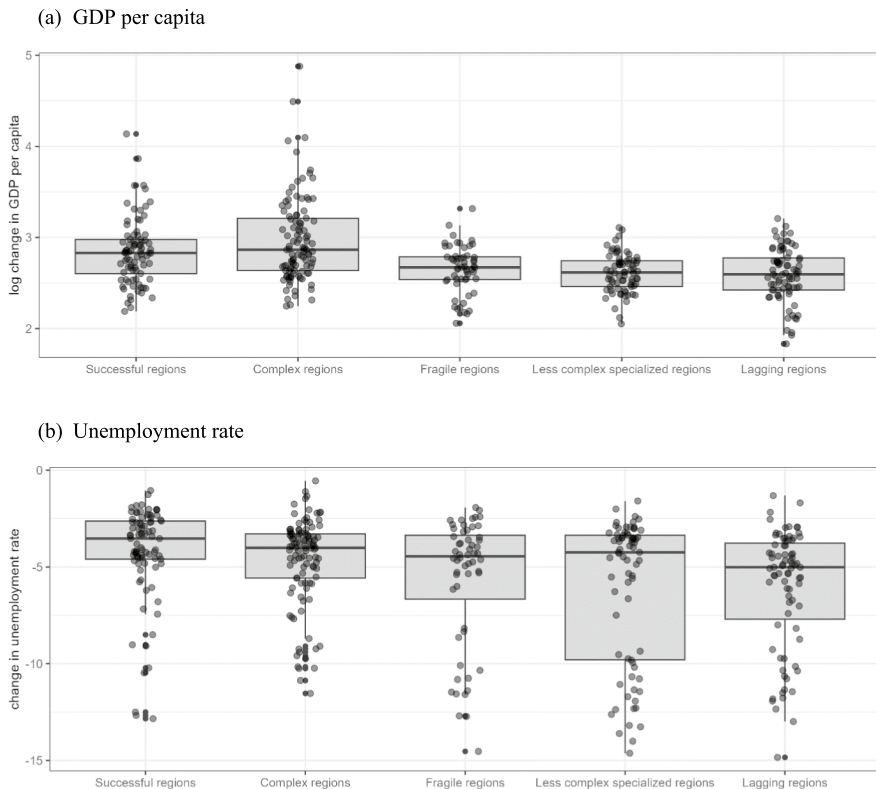 (a) GDP per capita
5
4
3
2
log change in GDP per capita
Successful regions Complex regions Fragile regions Less complex specialized regions Lagging regions
(b) Unemployment rate
0
-5
-10
-15
change in unemployment rate
Successful regions Complex regions Fragile regions Less complex specialized regions Lagging regions